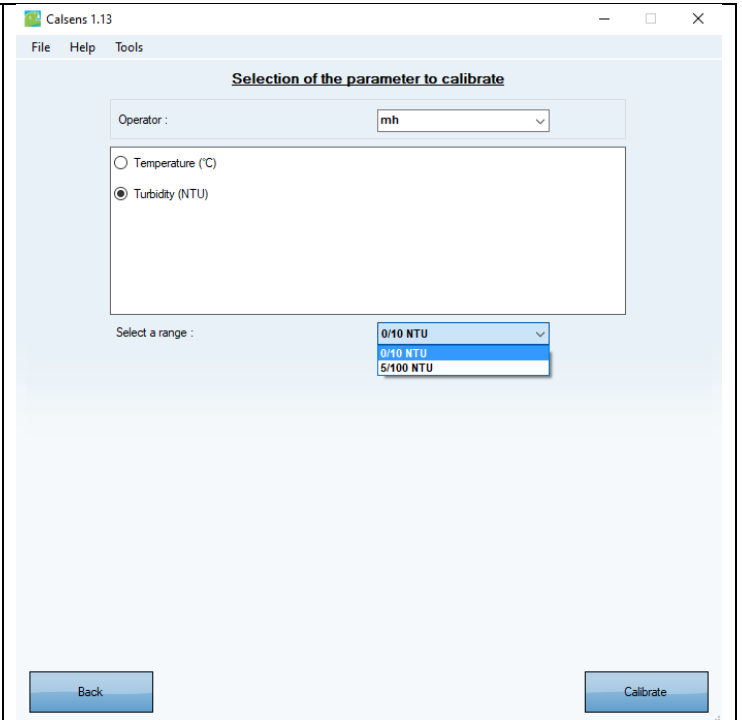 Calsens 1.13
File Help Tools
Selection of the parameter to calibrate
Operator : mh
Temperature (°C)
Turbidity (NTU)
Select a range : 0/10 NTU
0/10 NTU
5/100 NTU
Back Calibrate